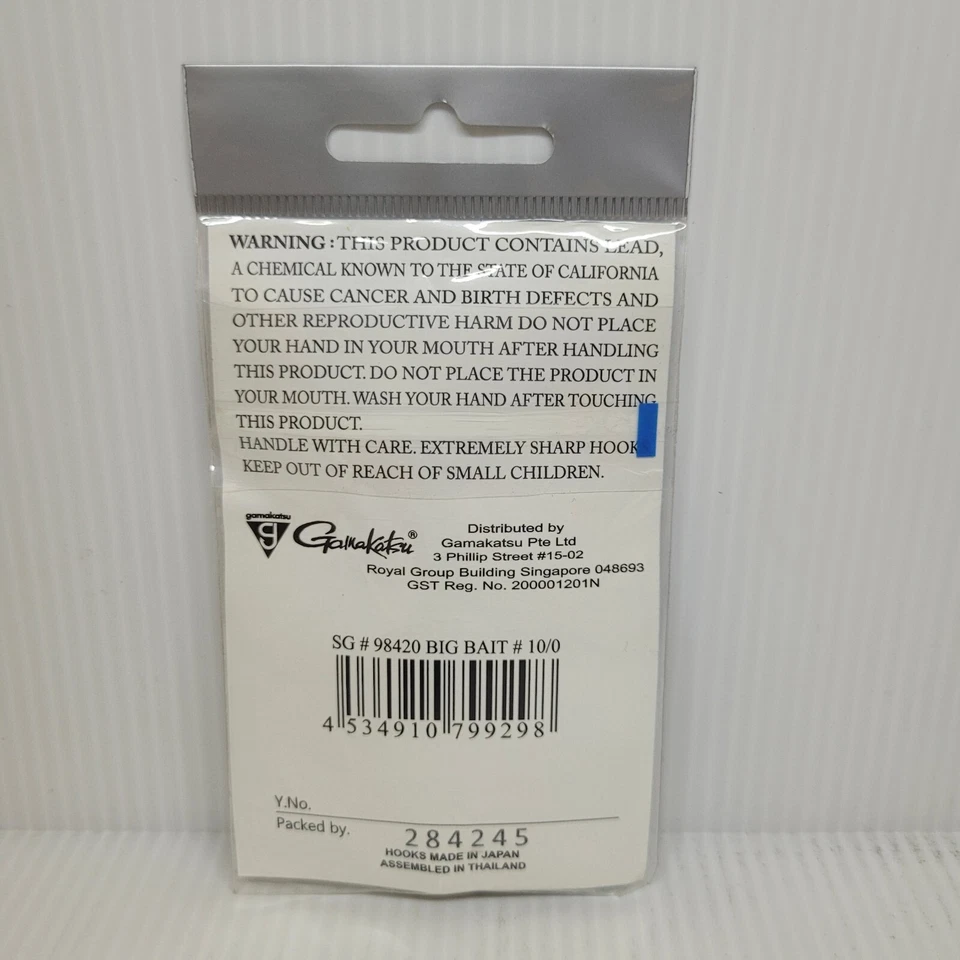 WARNING : THIS PRODUCT CONTAINS LEAD,
A CHEMICAL KNOWN TO THE STATE OF CALIFORNIA
TO CAUSE CANCER AND BIRTH DEFECTS AND
OTHER REPRODUCTIVE HARM DO NOT PLACE
YOUR HAND IN YOUR MOUTH AFTER HANDLING
THIS PRODUCT. DO NOT PLACE THE PRODUCT IN
YOUR MOUTH. WASH YOUR HAND AFTER TOUCHING
THIS PRODUCT.
HANDLE WITH CARE. EXTREMELY SHARP HOOK
KEEP OUT OF REACH OF SMALL CHILDREN.
gamakatsu
G
Gamakatsu®
Distributed by
Gamakatsu Pte Ltd
3 Phillip Street #15-02
Royal Group Building Singapore 048693
GST Reg. No. 200001201N
SG # 98420 BIG BAIT # 10/0
4 534910 799298
Y.No.
Packed by. 284245
HOOKS MADE IN JAPAN
ASSEMBLED IN THAILAND